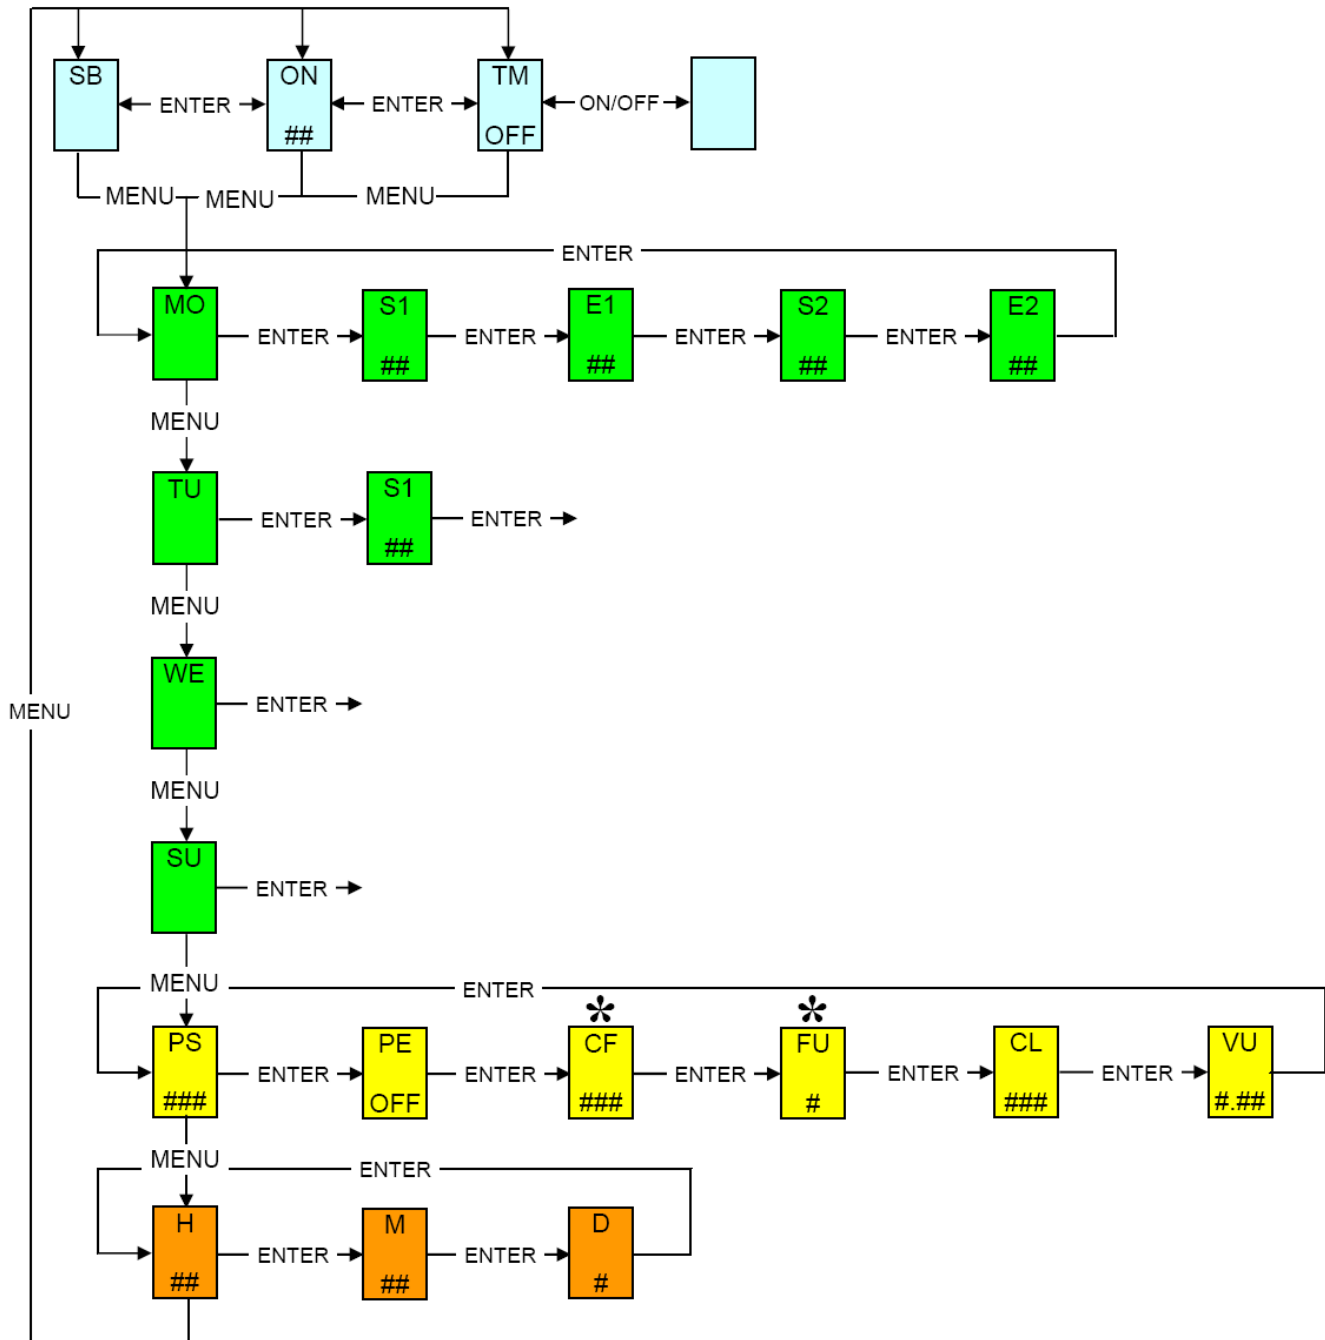 SB
ON
##
TM
OFF
ENTER
ENTER
ON/OFF
MENU
MENU
MENU
ENTER
MO
ENTER
S1
##
ENTER
E1
##
ENTER
S2
##
ENTER
E2
##
MENU
TU
ENTER
S1
##
ENTER
MENU
WE
ENTER
MENU
MENU
SU
ENTER
MENU
ENTER
PS
###
ENTER
PE
OFF
ENTER
*
CF
###
ENTER
*
FU
#
ENTER
CL
###
ENTER
VU
#.##
MENU
ENTER
H
##
ENTER
M
##
ENTER
D
#